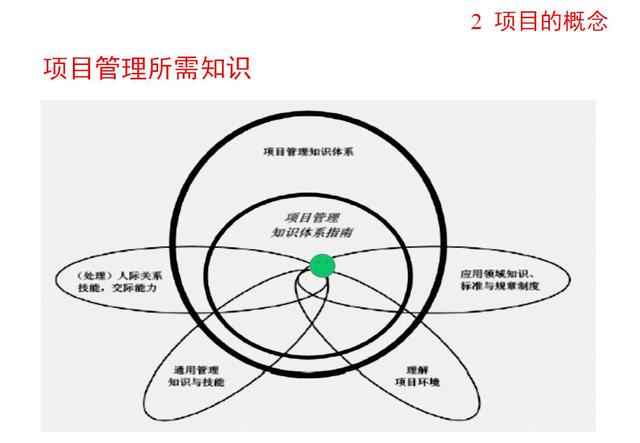 2 项目的概念
项目管理所需知识
项目管理知识体系
项目管理
知识体系指南
（处理）人际关系
技能，交际能力
应用领域知识、
标准与规章制度
通用管理
知识与技能
理解
项目环境